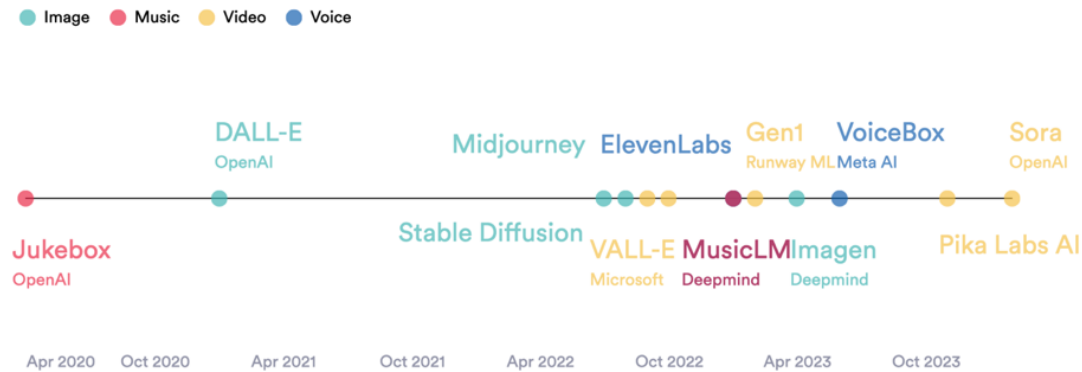 Image Music Video Voice
DALL-E
OpenAI
Midjourney
ElevenLabs
Gen1
Runway ML
VoiceBox
Meta AI
Sora
OpenAI
Jukebox
OpenAI
Stable Diffusion
VALL-E
Microsoft
MusicLM
Deepmind
Imagen
Deepmind
Pika Labs AI
Apr 2020 Oct 2020 Apr 2021 Oct 2021 Apr 2022 Oct 2022 Apr 2023 Oct 2023